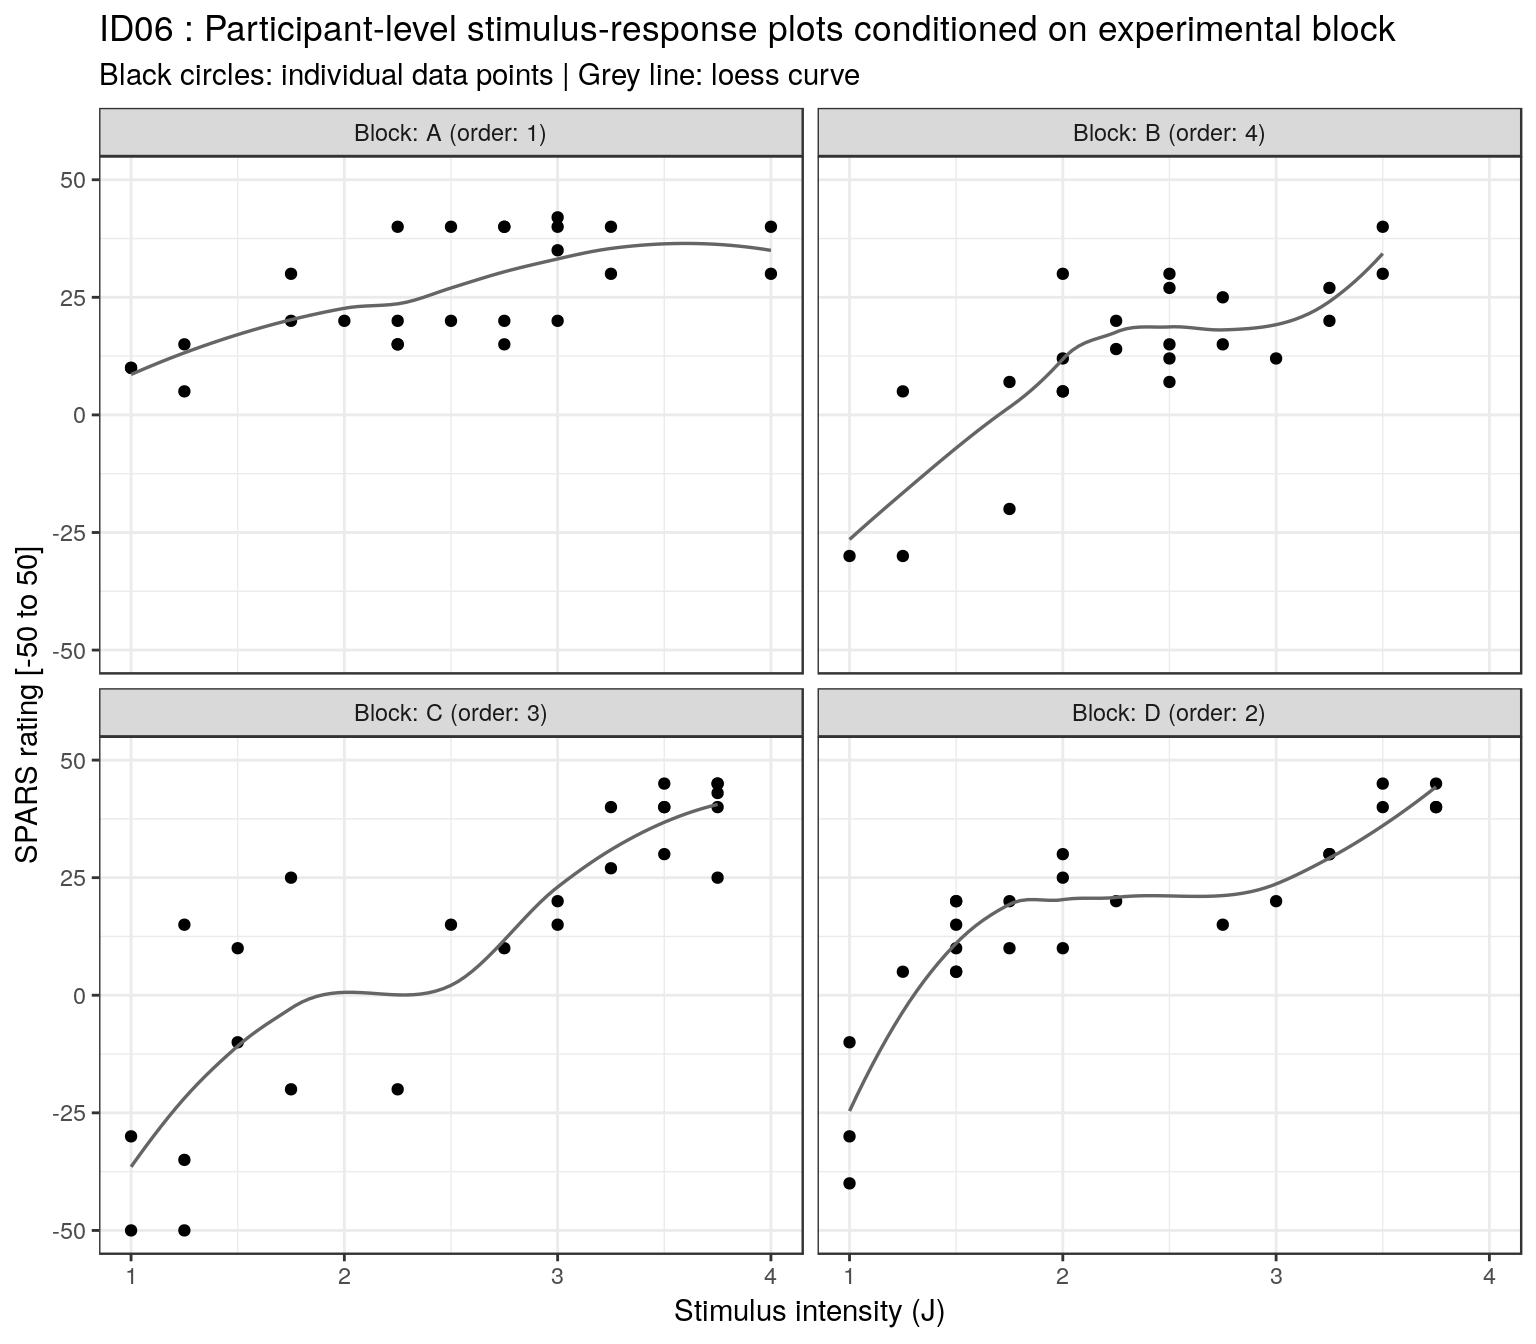 ID06 : Participant-level stimulus-response plots conditioned on experimental block
Black circles: individual data points | Grey line: loess curve
Block: A (order: 1)
Block: B (order: 4)
50
25
0
-25
-50
Block: C (order: 3)
Block: D (order: 2)
50
25
0
-25
-50
SPARS rating [-50 to 50]
1 2 3 4
1 2 3 4
Stimulus intensity (J)